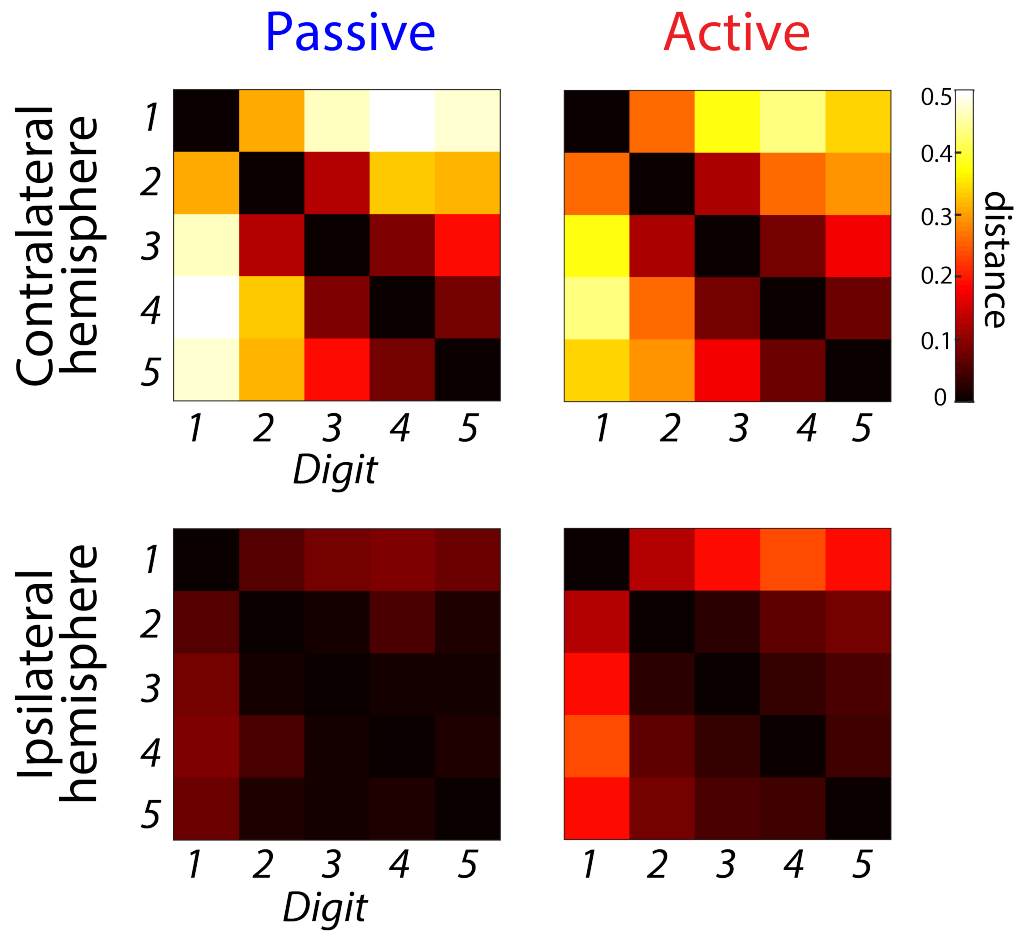 Passive
Active
Contralateral
hemisphere
1
2
3
4
5
1 2 3 4 5
Digit
1 2 3 4 5
0.5
0.4
0.3
0.2
0.1
0
distance
Ipsilateral
hemisphere
1
2
3
4
5
1 2 3 4 5
Digit
1 2 3 4 5